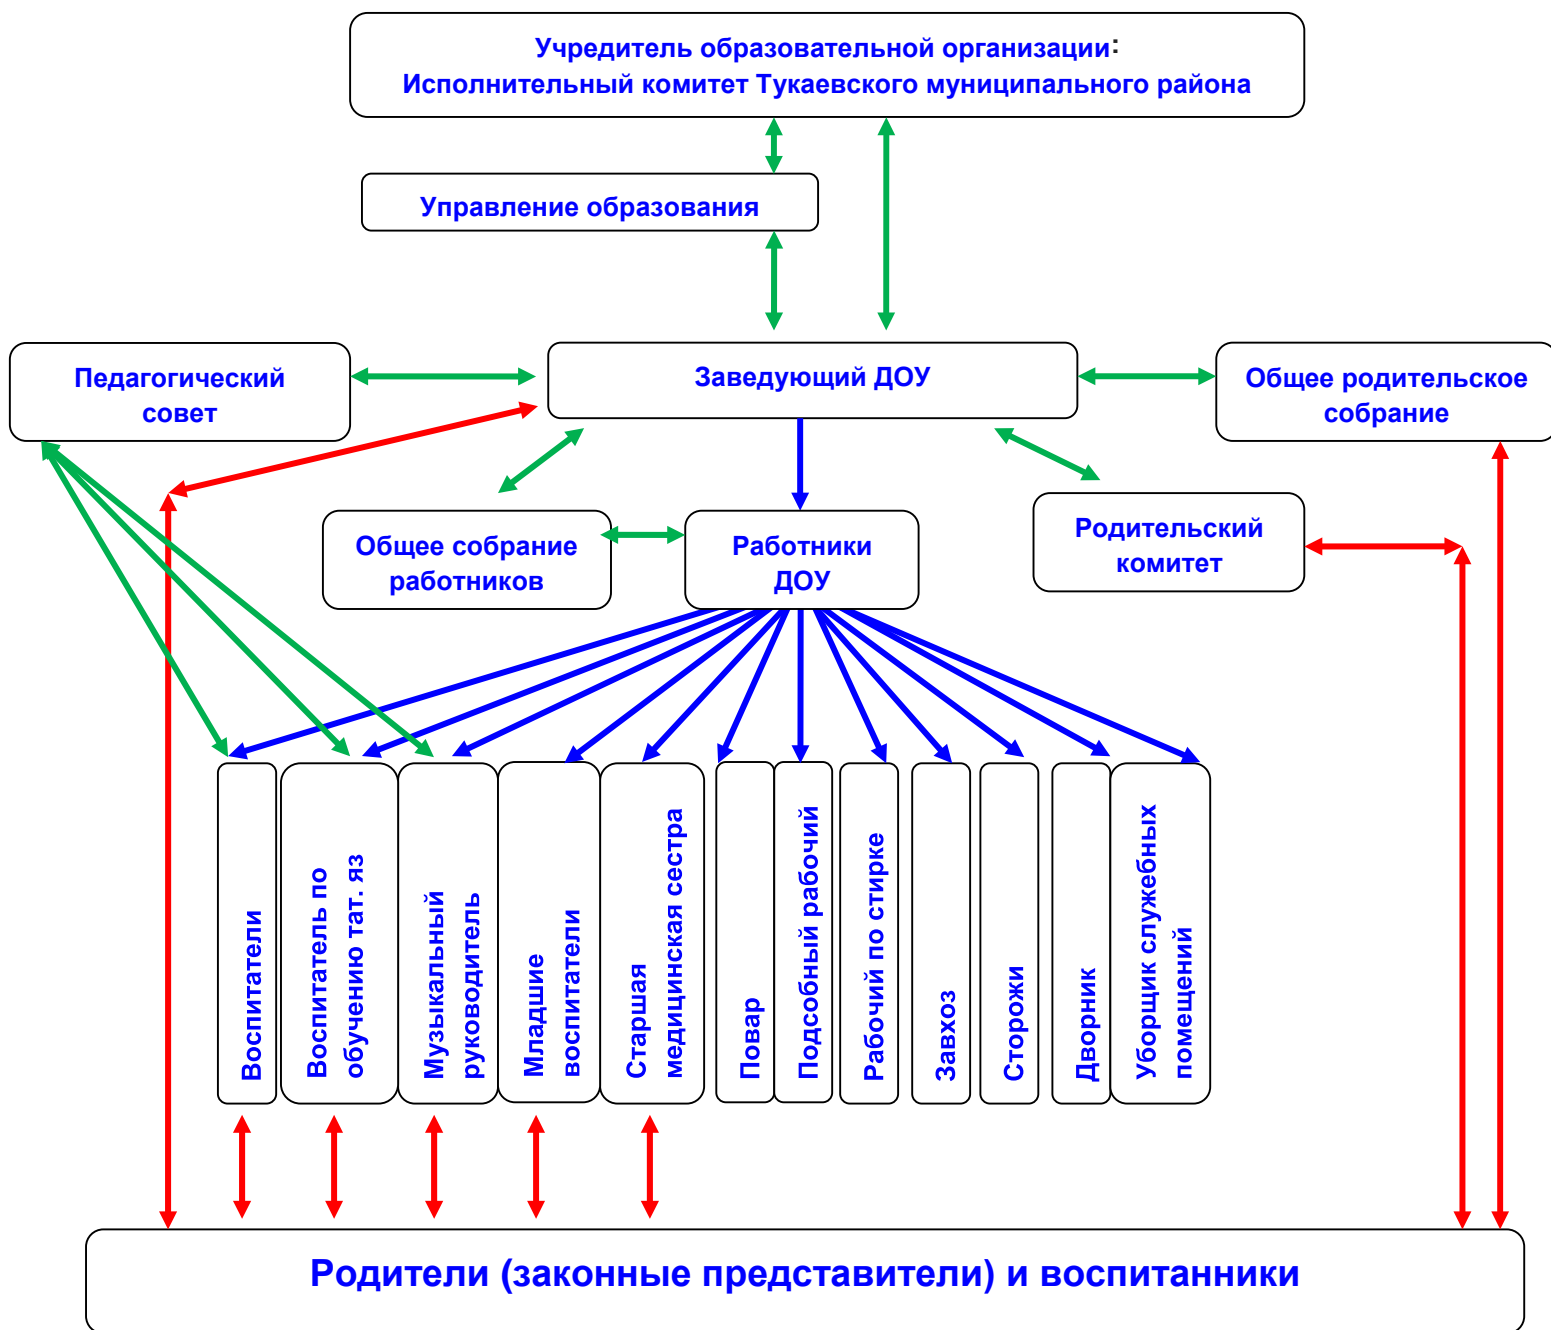 Учредитель образовательной организации:
Исполнительный комитет Тукаевского муниципального района
Управление образования
Педагогический
совет
Заведующий ДОУ
Общее родительское
собрание
Общее собрание
работников
Работники
ДОУ
Родительский
комитет
Воспитатели
Воспитатель по
обучению тат. яз
Музыкальный
руководитель
Младшие
воспитатели
Старшая
медицинская сестра
Повар
Подсобный рабочий
Рабочий по стирке
Завхоз
Сторожи
Дворник
Уборщик служебных
помещений
Родители (законные представители) и воспитанники